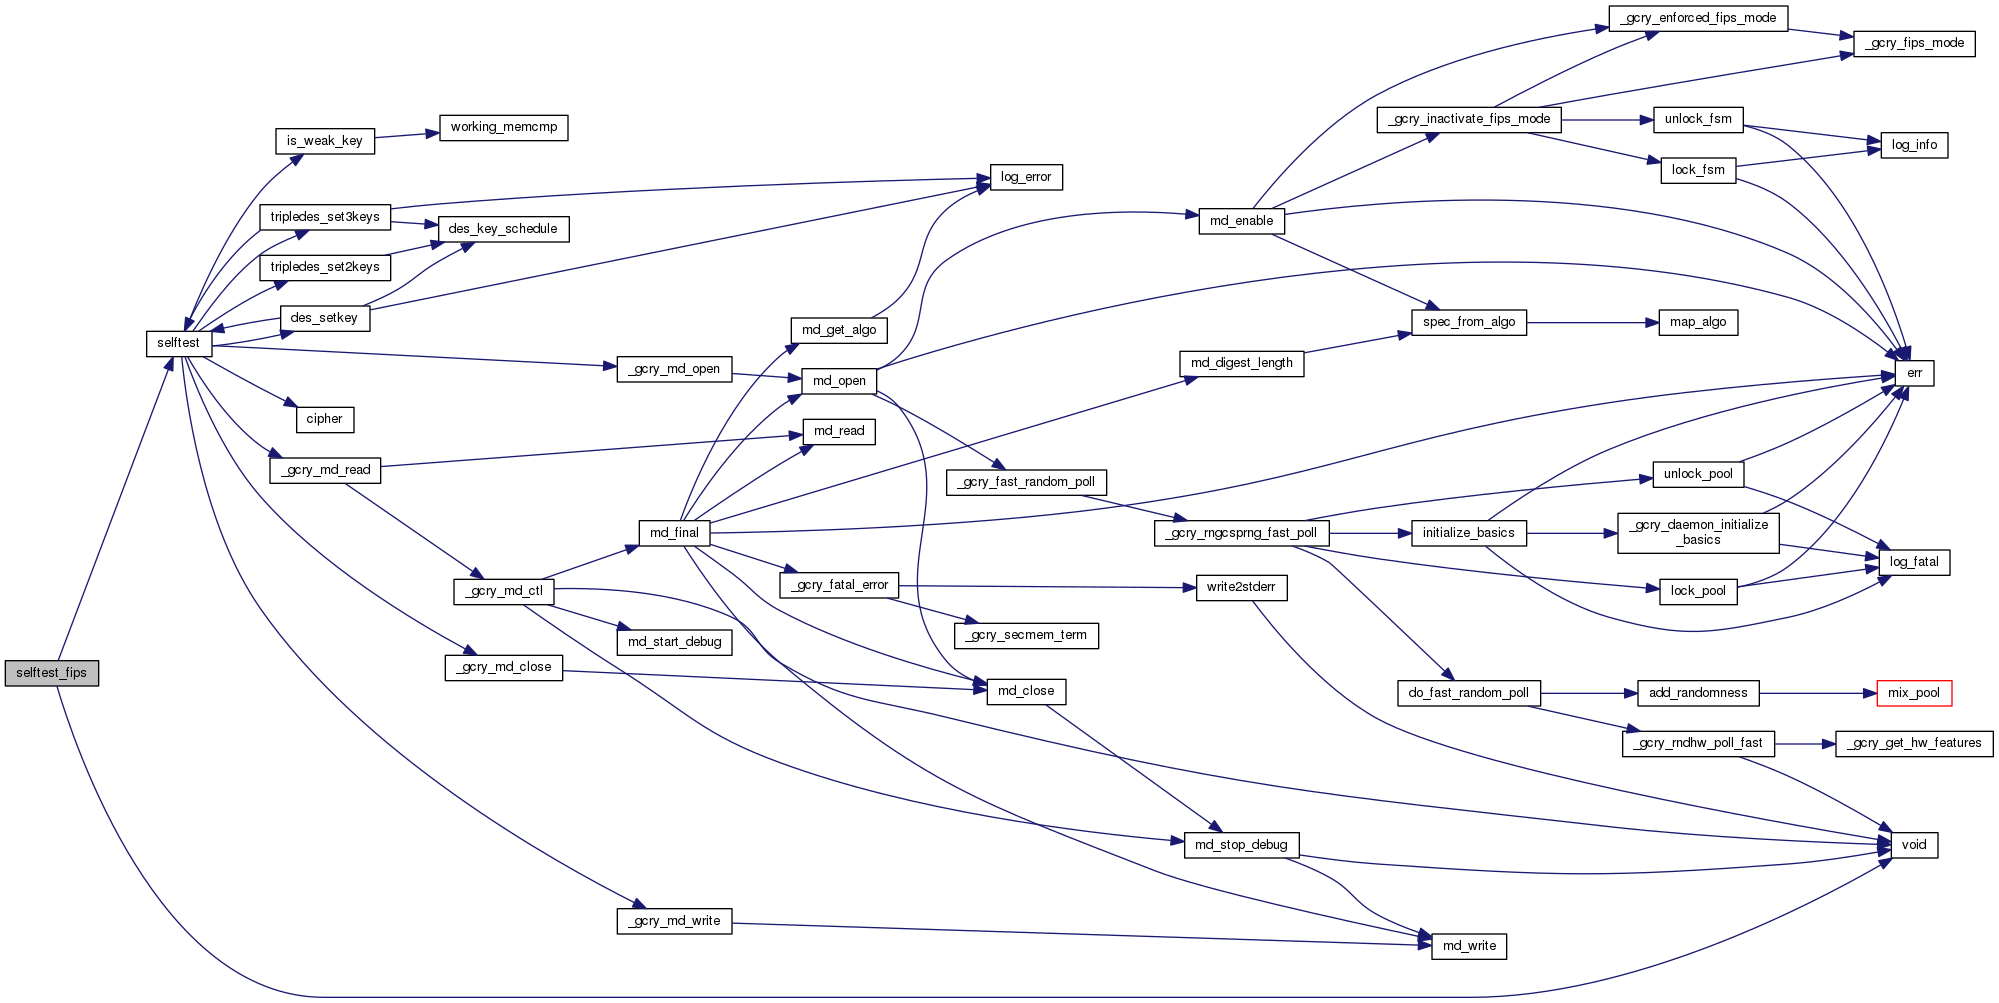 _gcry_enforced_fips_mode
_gcry_fips_mode
_gcry_inactivate_fips_mode
unlock_fsm
working_memcmp
is_weak_key
log_info
lock_fsm
log_error
tripledes_set3keys
des_key_schedule
md_enable
tripledes_set2keys
des_setkey
md_get_algo
spec_from_algo
map_algo
selftest
md_digest_length
_gcry_md_open
md_open
err
cipher
md_read
_gcry_md_read
_gcry_fast_random_poll
unlock_pool
md_final
_gcry_rngcsprng_fast_poll
initialize_basics
_gcry_daemon_initialize
_basics
log_fatal
_gcry_md_ctl
_gcry_fatal_error
write2stderr
lock_pool
md_start_debug
_gcry_secmem_term
selftest_fips
_gcry_md_close
md_close
do_fast_random_poll
add_randomness
mix_pool
_gcry_rndhw_poll_fast
_gcry_get_hw_features
md_stop_debug
void
_gcry_md_write
md_write